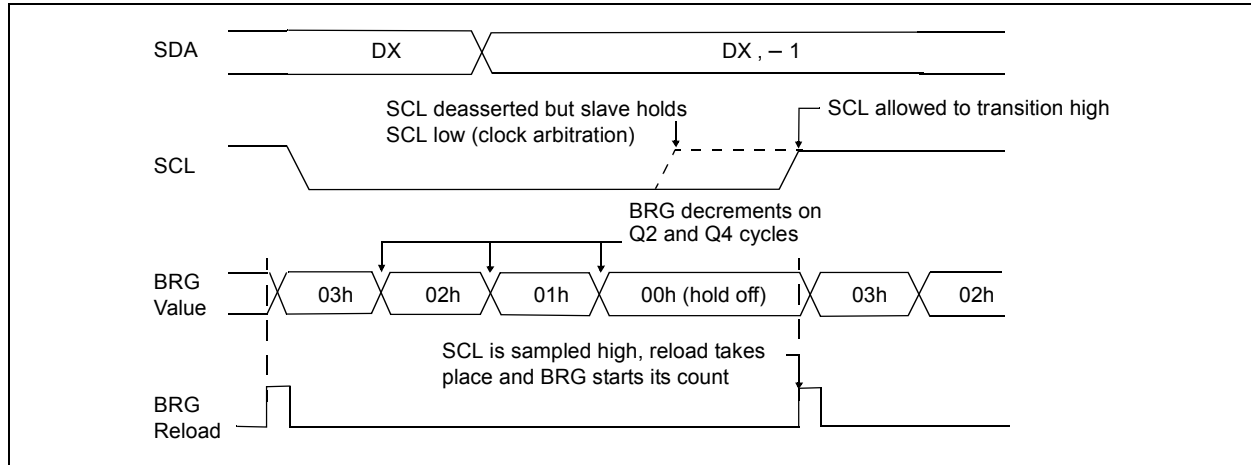 SDA
DX
DX , – 1
SCL deasserted but slave holds
SCL low (clock arbitration)
SCL allowed to transition high
SCL
BRG decrements on
Q2 and Q4 cycles
BRG
Value
03h
02h
01h
00h (hold off)
03h
02h
SCL is sampled high, reload takes
place and BRG starts its count
BRG
Reload